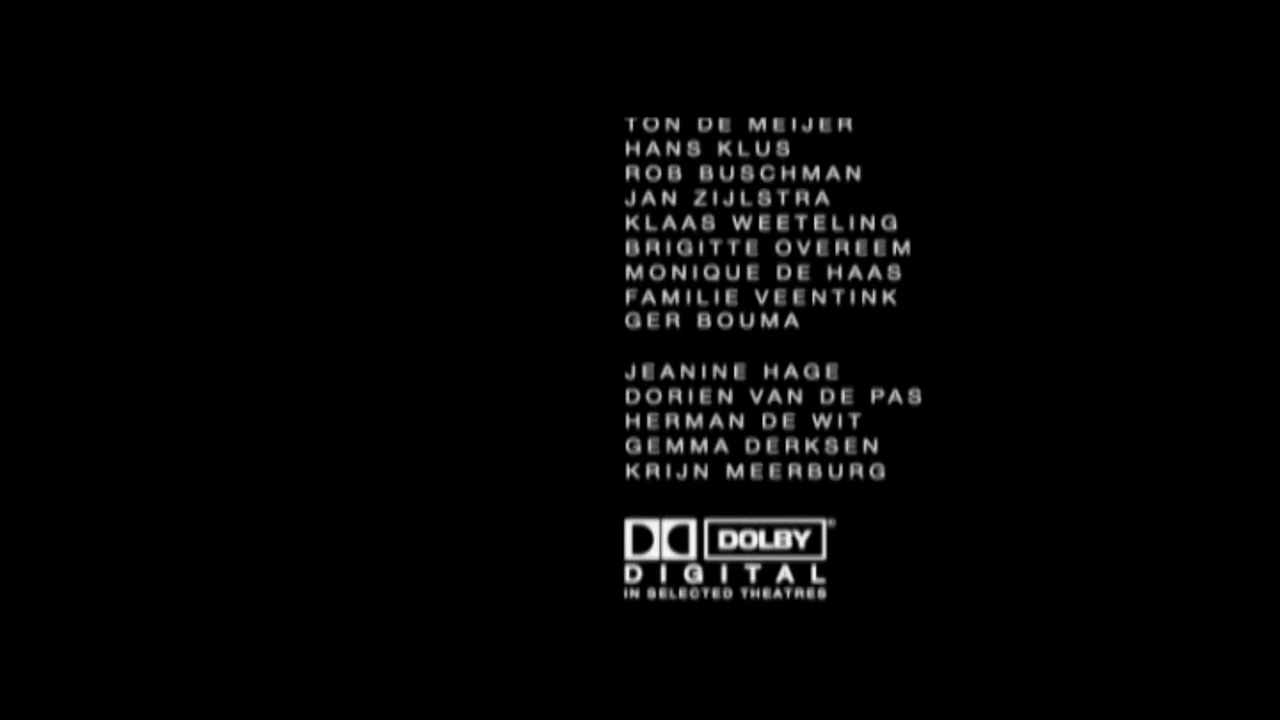 TON DE MEIJER
HANS KLUS
ROB BUSCHMAN
JAN ZIJLSTRA
KLAAS WEETELING
BRIGITTE OVEREEM
MONIQUE DE HAAS
FAMILIE VEENTINK
GER BOUMA
JEANINE HAGE
DORIEN VAN DE PAS
HERMAN DE WIT
GEMMA DERKSEN
KRIJN MEERBURG
DOLBY
DIGITAL
IN SELECTED THEATRES